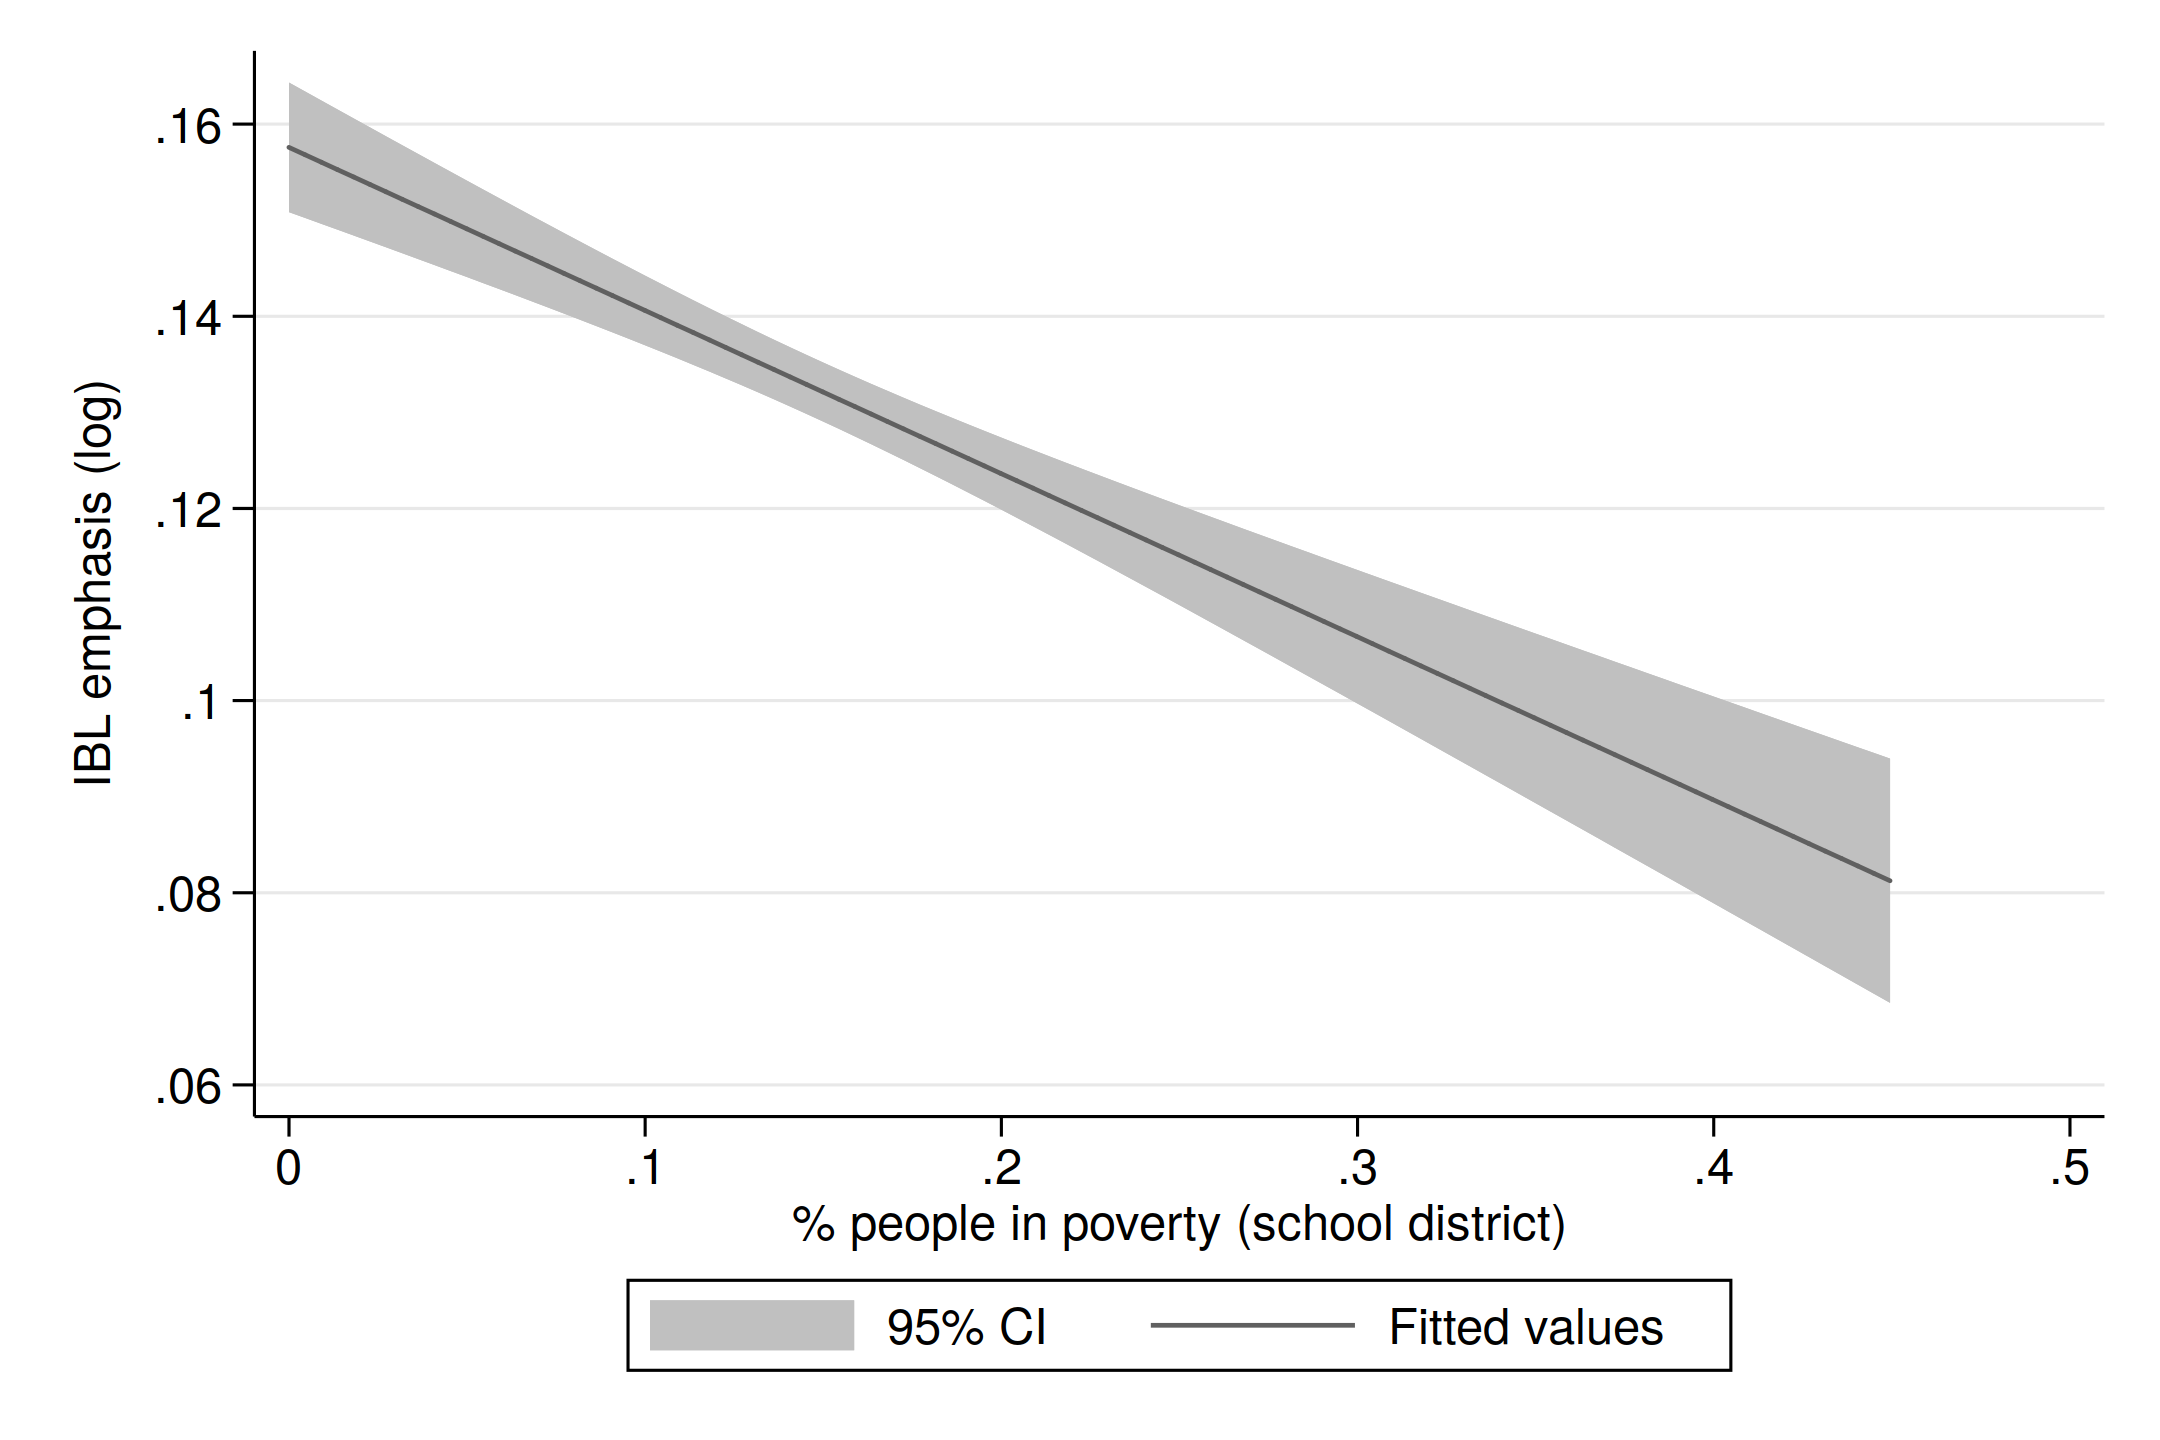 IBL emphasis (log)
.16
.14
.12
.1
.08
.06
0 .1 .2 .3 .4 .5
% people in poverty (school district)
95% CI Fitted values